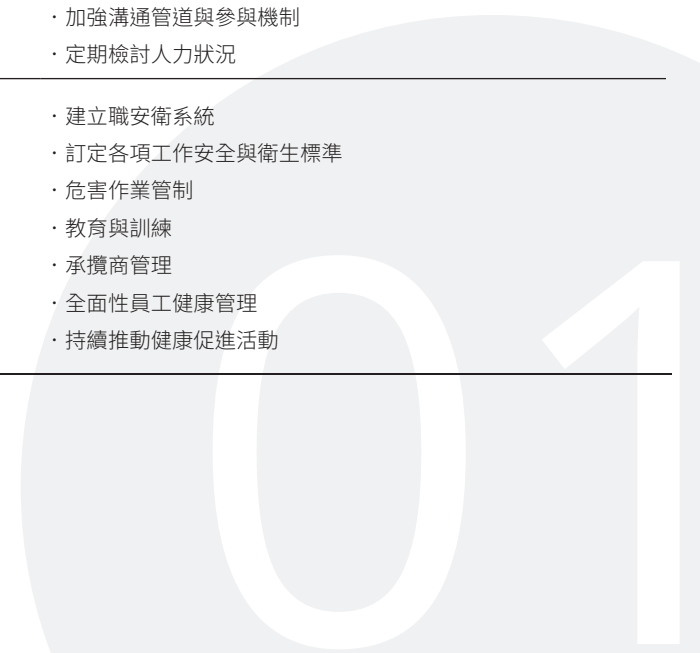 ・加強溝通管道與參與機制
・定期檢討人力狀況
・建立職安衛系統
・訂定各項工作安全與衛生標準
・危害作業管制
・教育與訓練
・承攬商管理
・全面性員工健康管理
・持續推動健康促進活動
01